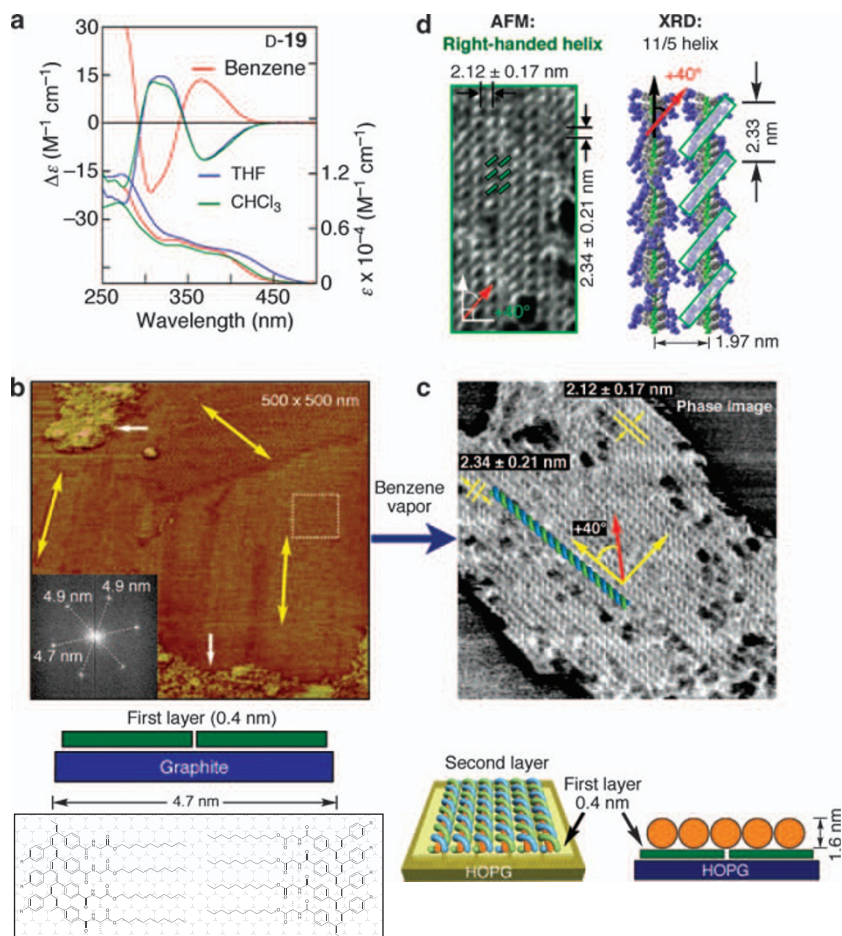 a
D-19
Benzene
THF
CHCl3
15
0
−15
−30
Δε (M−1 cm−1)
1.2
0.6
0
ε x 10−4 (M−1 cm−1)
250
350
450
Wavelength (nm)
d
AFM:
Right-handed helix
2.12 ± 0.17 nm
2.34 ± 0.21 nm
+40°
XRD:
11/5 helix
+40°
2.33
nm
1.97 nm
b
500 x 500 nm
4.9 nm
4.9 nm
4.7 nm
Benzene
vapor
c
2.12 ± 0.17 nm
Phase image
2.34 ± 0.21 nm
+40°
First layer (0.4 nm)
Graphite
4.7 nm
Second layer
First layer
0.4 nm
HOPG
1.6 nm
HOPG